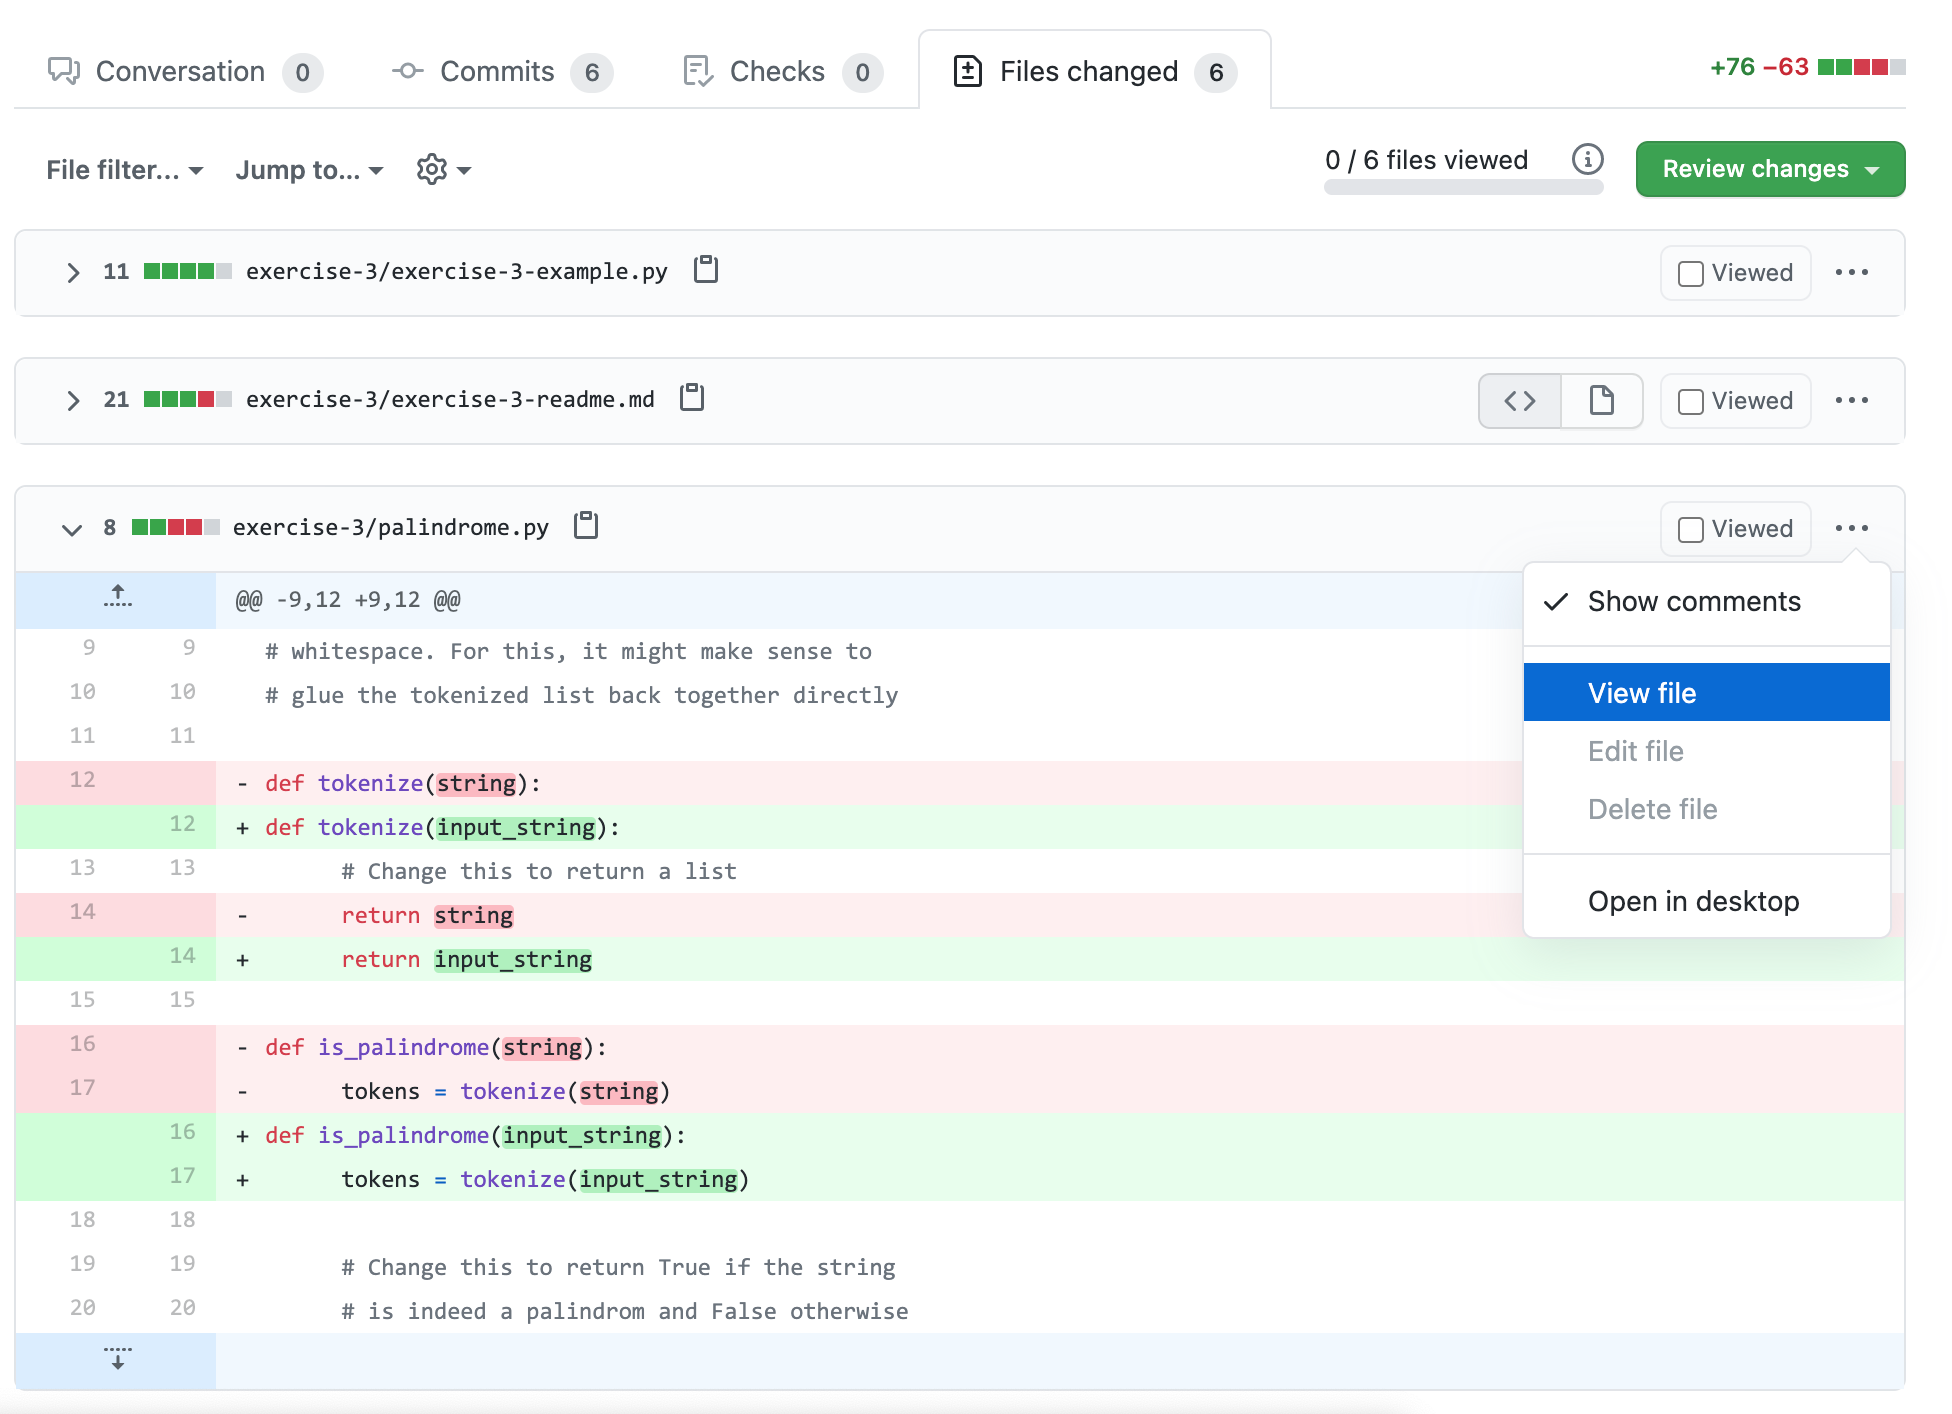 Conversation 0 Commits 6 Checks 0 Files changed 6 +76 −63
File filter... Jump to... 0 / 6 files viewed Review changes
11 exercise-3/exercise-3-example.py Viewed
21 exercise-3/exercise-3-readme.md Viewed
8 exercise-3/palindrome.py Viewed
@@ -9,12 +9,12 @@
9 9 # whitespace. For this, it might make sense to
10 10 # glue the tokenized list back together directly
11 11
12 - def tokenize(string):
12 + def tokenize(input_string):
13 13 # Change this to return a list
14 - return string
14 + return input_string
15 15
16 - def is_palindrome(string):
17 - tokens = tokenize(string)
16 + def is_palindrome(input_string):
17 + tokens = tokenize(input_string)
18 18
19 19 # Change this to return True if the string
20 20 # is indeed a palindrom and False otherwise
Show comments
View file
Edit file
Delete file
Open in desktop